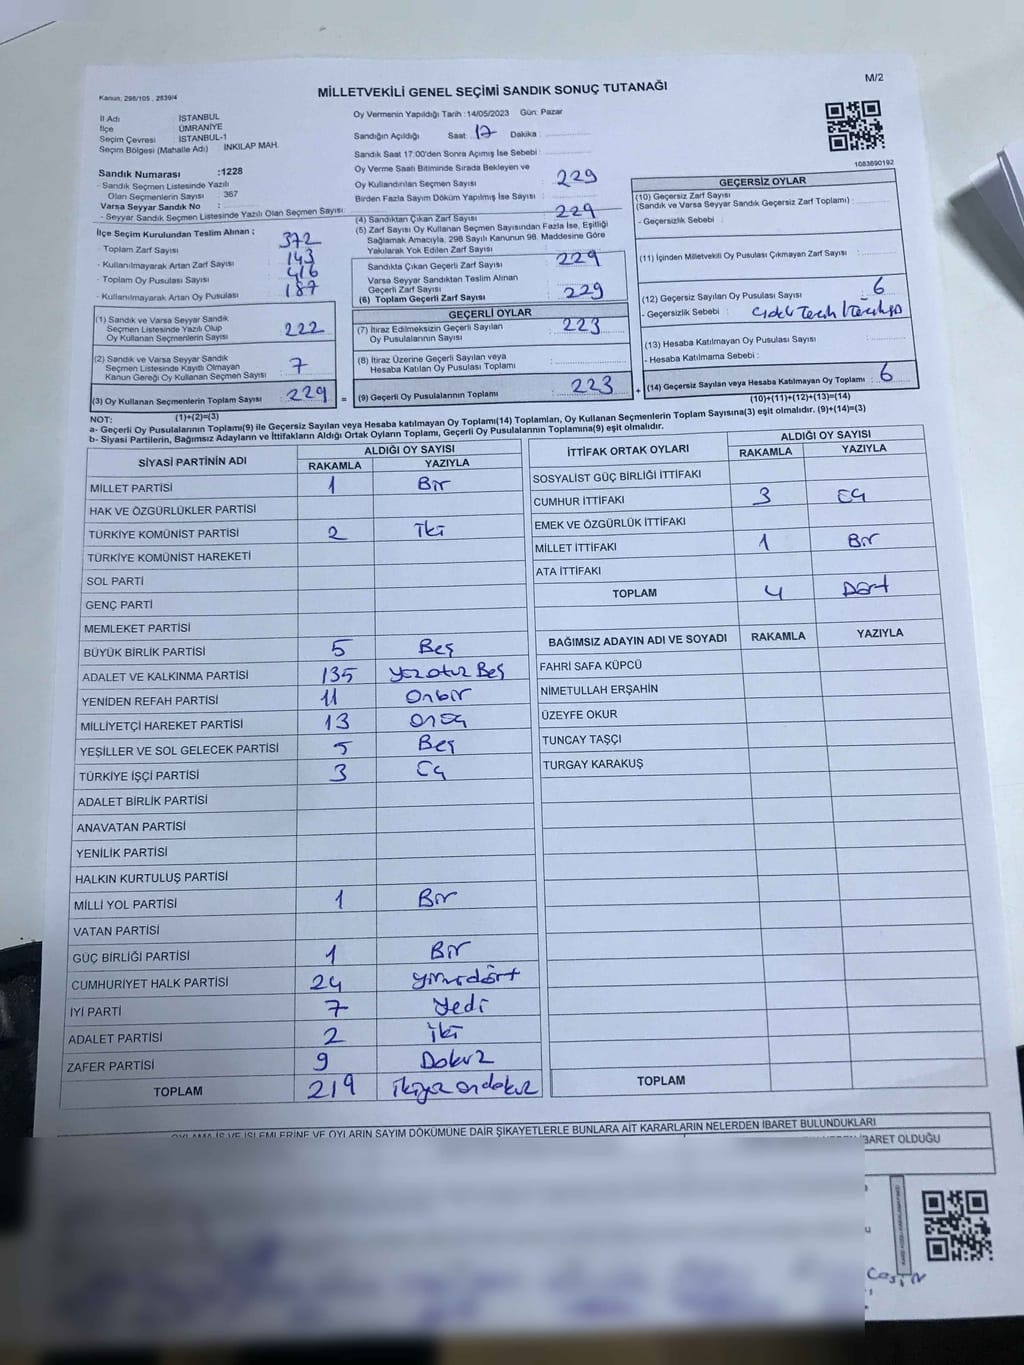 Kanun, 298/105, 2839/4
MİLLETVEKİLİ GENEL SEÇİMİ SANDIK SONUÇ TUTANAĞI
M/2
İl Adı İSTANBUL
İlçe ÜMRANİYE
Seçim Çevresi İSTANBUL-1
Seçim Bölgesi (Mahalle Adı) INKILAP MAH.
Sandık Numarası :1228
- Sandık Seçmen Listesinde Yazılı
Olan Seçmenlerin Sayısı : 367
Varsa Seyyar Sandık No :
- Seyyar Sandık Seçmen Listesinde Yazılı Olan Seçmen Sayısı:
İlçe Seçim Kurulundan Teslim Alınan ;
- Toplam Zarf Sayısı 372
- Kullanılmayarak Artan Zarf Sayısı 143
- Toplam Oy Pusulası Sayısı 416
- Kullanılmayarak Artan Oy Pusulası 187
(1) Sandık ve Varsa Seyyar Sandık
Seçmen Listesinde Yazılı Olup
Oy Kullanan Seçmenlerin Sayısı 222
(2) Sandık ve Varsa Seyyar Sandık
Seçmen Listesinde Kayıtlı Olmayan
Kanun Gereği Oy Kullanan Seçmen Sayısı 7
(3) Oy Kullanan Seçmenlerin Toplam Sayısı 229 =
(1)+(2)=(3)
Oy Vermenin Yapıldığı Tarih :14/05/2023 Gün: Pazar
Sandığın Açıldığı Saat: 17 Dakika :
Sandık Saat 17:00'den Sonra Açımış İse Sebebi :
Oy Verme Saati Bitiminde Sırada Bekleyen ve
Oy Kullandırılan Seçmen Sayısı 229
Birden Fazla Sayım Döküm Yapılmış İse Sayısı :
(4) Sandıktan Çıkan Zarf Sayısı 229
(5) Zarf Sayısı Oy Kullanan Seçmen Sayısından Fazla İse, Eşitliği
Sağlamak Amacıyla, 298 Sayılı Kanunun 98. Maddesine Göre
Yakılarak Yok Edilen Zarf Sayısı
Sandıkta Çıkan Geçerli Zarf Sayısı 229
Varsa Seyyar Sandıktan Teslim Alınan
Geçerli Zarf Sayısı
(6) Toplam Geçerli Zarf Sayısı 229
GEÇERLİ OYLAR
(7) İtiraz Edilmeksizin Geçerli Sayılan
Oy Pusulalarının Sayısı 223
(8) İtiraz Üzerine Geçerli Sayılan veya
Hesaba Katılan Oy Pusulası Toplamı
(9) Geçerli Oy Pusulalarının Toplamı 223 +
1083690192
GEÇERSİZ OYLAR
(10) Geçersiz Zarf Sayısı
(Sandık ve Varsa Seyyar Sandık Geçersiz Zarf Toplamı) :
- Geçersizlik Sebebi :
(11) İçinden Milletvekili Oy Pusulası Çıkmayan Zarf Sayısı
(12) Geçersiz Sayılan Oy Pusulası Sayısı 6
- Geçersizlik Sebebi :
(13) Hesaba Katılmayan Oy Pusulası Sayısı
- Hesaba Katılmama Sebebi :
(14) Geçersiz Sayılan veya Hesaba Katılmayan Oy Toplamı 6
(10)+(11)+(12)+(13)=(14)
NOT:
a- Geçerli Oy Pusulalarının Toplamı(9) ile Geçersiz Sayılan veya Hesaba katılmayan Oy Toplamı(14) Toplamları, Oy Kullanan Seçmenlerin Toplam Sayısına(3) eşit olmalıdır. (9)+(14)=(3)
b- Siyasi Partilerin, Bağımsız Adayların ve İttifakların Aldığı Ortak Oyların Toplamı, Geçerli Oy Pusulalarının Toplamına(9) eşit olmalıdır.
SİYASİ PARTİNİN ADI ALDIĞI OY SAYISI
RAKAMLA YAZIYLA
MİLLET PARTİSİ 1 Bir
HAK VE ÖZGÜRLÜKLER PARTİSİ
TÜRKİYE KOMÜNİST PARTİSİ 2 iki
TÜRKİYE KOMÜNİST HAREKETİ
SOL PARTİ
GENÇ PARTİ
MEMLEKET PARTİSİ
BÜYÜK BİRLİK PARTİSİ 5 Beş
ADALET VE KALKINMA PARTİSİ 135 yüzotuz Beş
YENİDEN REFAH PARTİSİ 11 Onbir
MİLLİYETÇİ HAREKET PARTİSİ 13 onüç
YEŞİLLER VE SOL GELECEK PARTİSİ 5 Beş
TÜRKİYE İŞÇİ PARTİSİ 3 üç
ADALET BİRLİK PARTİSİ
ANAVATAN PARTİSİ
YENİLİK PARTİSİ
HALKIN KURTULUŞ PARTİSİ
MİLLİ YOL PARTİSİ 1 Bir
VATAN PARTİSİ
GÜÇ BİRLİĞİ PARTİSİ 1 Bir
CUMHURİYET HALK PARTİSİ 24 yirmidört
İYİ PARTİ 7 Yedi
ADALET PARTİSİ 2 iki
ZAFER PARTİSİ 9 Dokuz
TOPLAM 219 ikiyüz ondokuz
İTTİFAK ORTAK OYLARI ALDIĞI OY SAYISI
RAKAMLA YAZIYLA
SOSYALİST GÜÇ BİRLİĞİ İTTİFAKI
CUMHUR İTTİFAKI 3 üç
EMEK VE ÖZGÜRLÜK İTTİFAKI
MİLLET İTTİFAKI 1 Bir
ATA İTTİFAKI
TOPLAM 4 Dört
BAĞIMSIZ ADAYIN ADI VE SOYADI RAKAMLA YAZIYLA
FAHRİ SAFA KÜPCÜ
NİMETULLAH ERŞAHİN
ÜZEYFE OKUR
TUNCAY TAŞÇI
TURGAY KARAKUŞ
TOPLAM
OYLAMA İŞ VE İŞLEMLERİNE VE OYLARIN SAYIM DÖKÜMÜNE DAİR ŞİKAYETLERLE BUNLARA AİT KARARLARIN NELERDEN İBARET BULUNDUKLARI
İBARET OLDUĞU